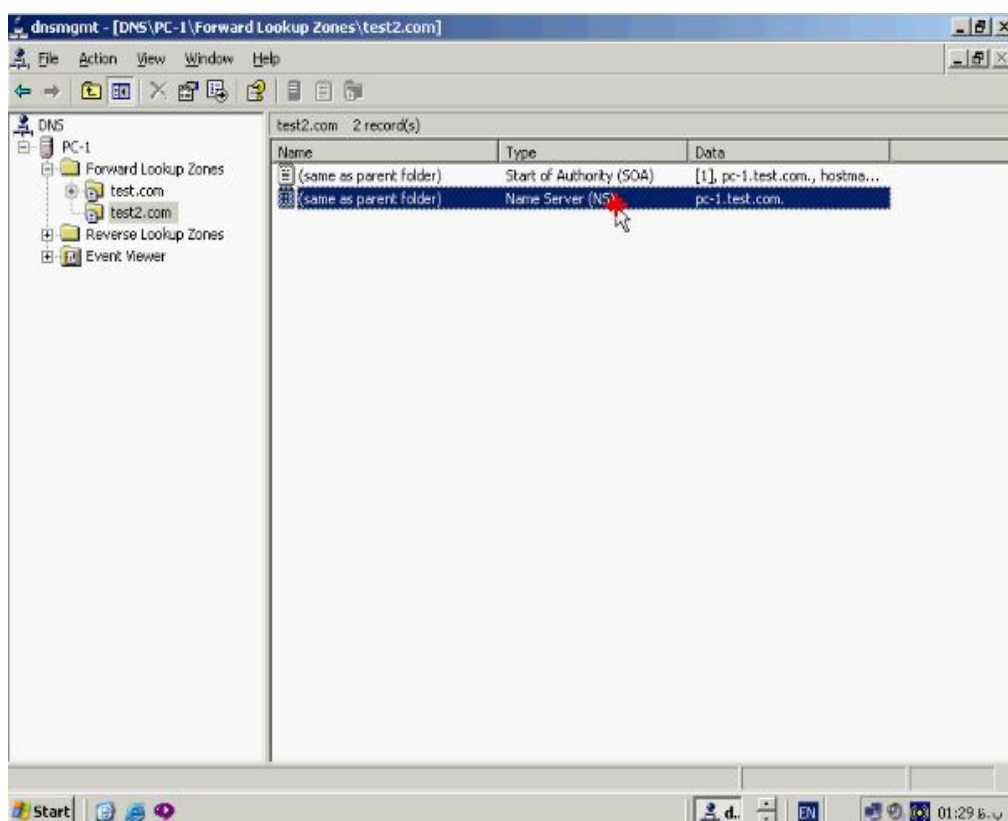 dnsmgmt - [DNS\PC-1\Forward Lookup Zones\test2.com]
File Action View Window Help
DNS
PC-1
Forward Lookup Zones
test.com
test2.com
Reverse Lookup Zones
Event Viewer
test2.com 2 record(s)
Name Type Data
(same as parent folder) Start of Authority (SOA) [1], pc-1.test.com., hostma...
(same as parent folder) Name Server (NS) pc-1.test.com.
Start d.. EN 01:29 ب.ظ